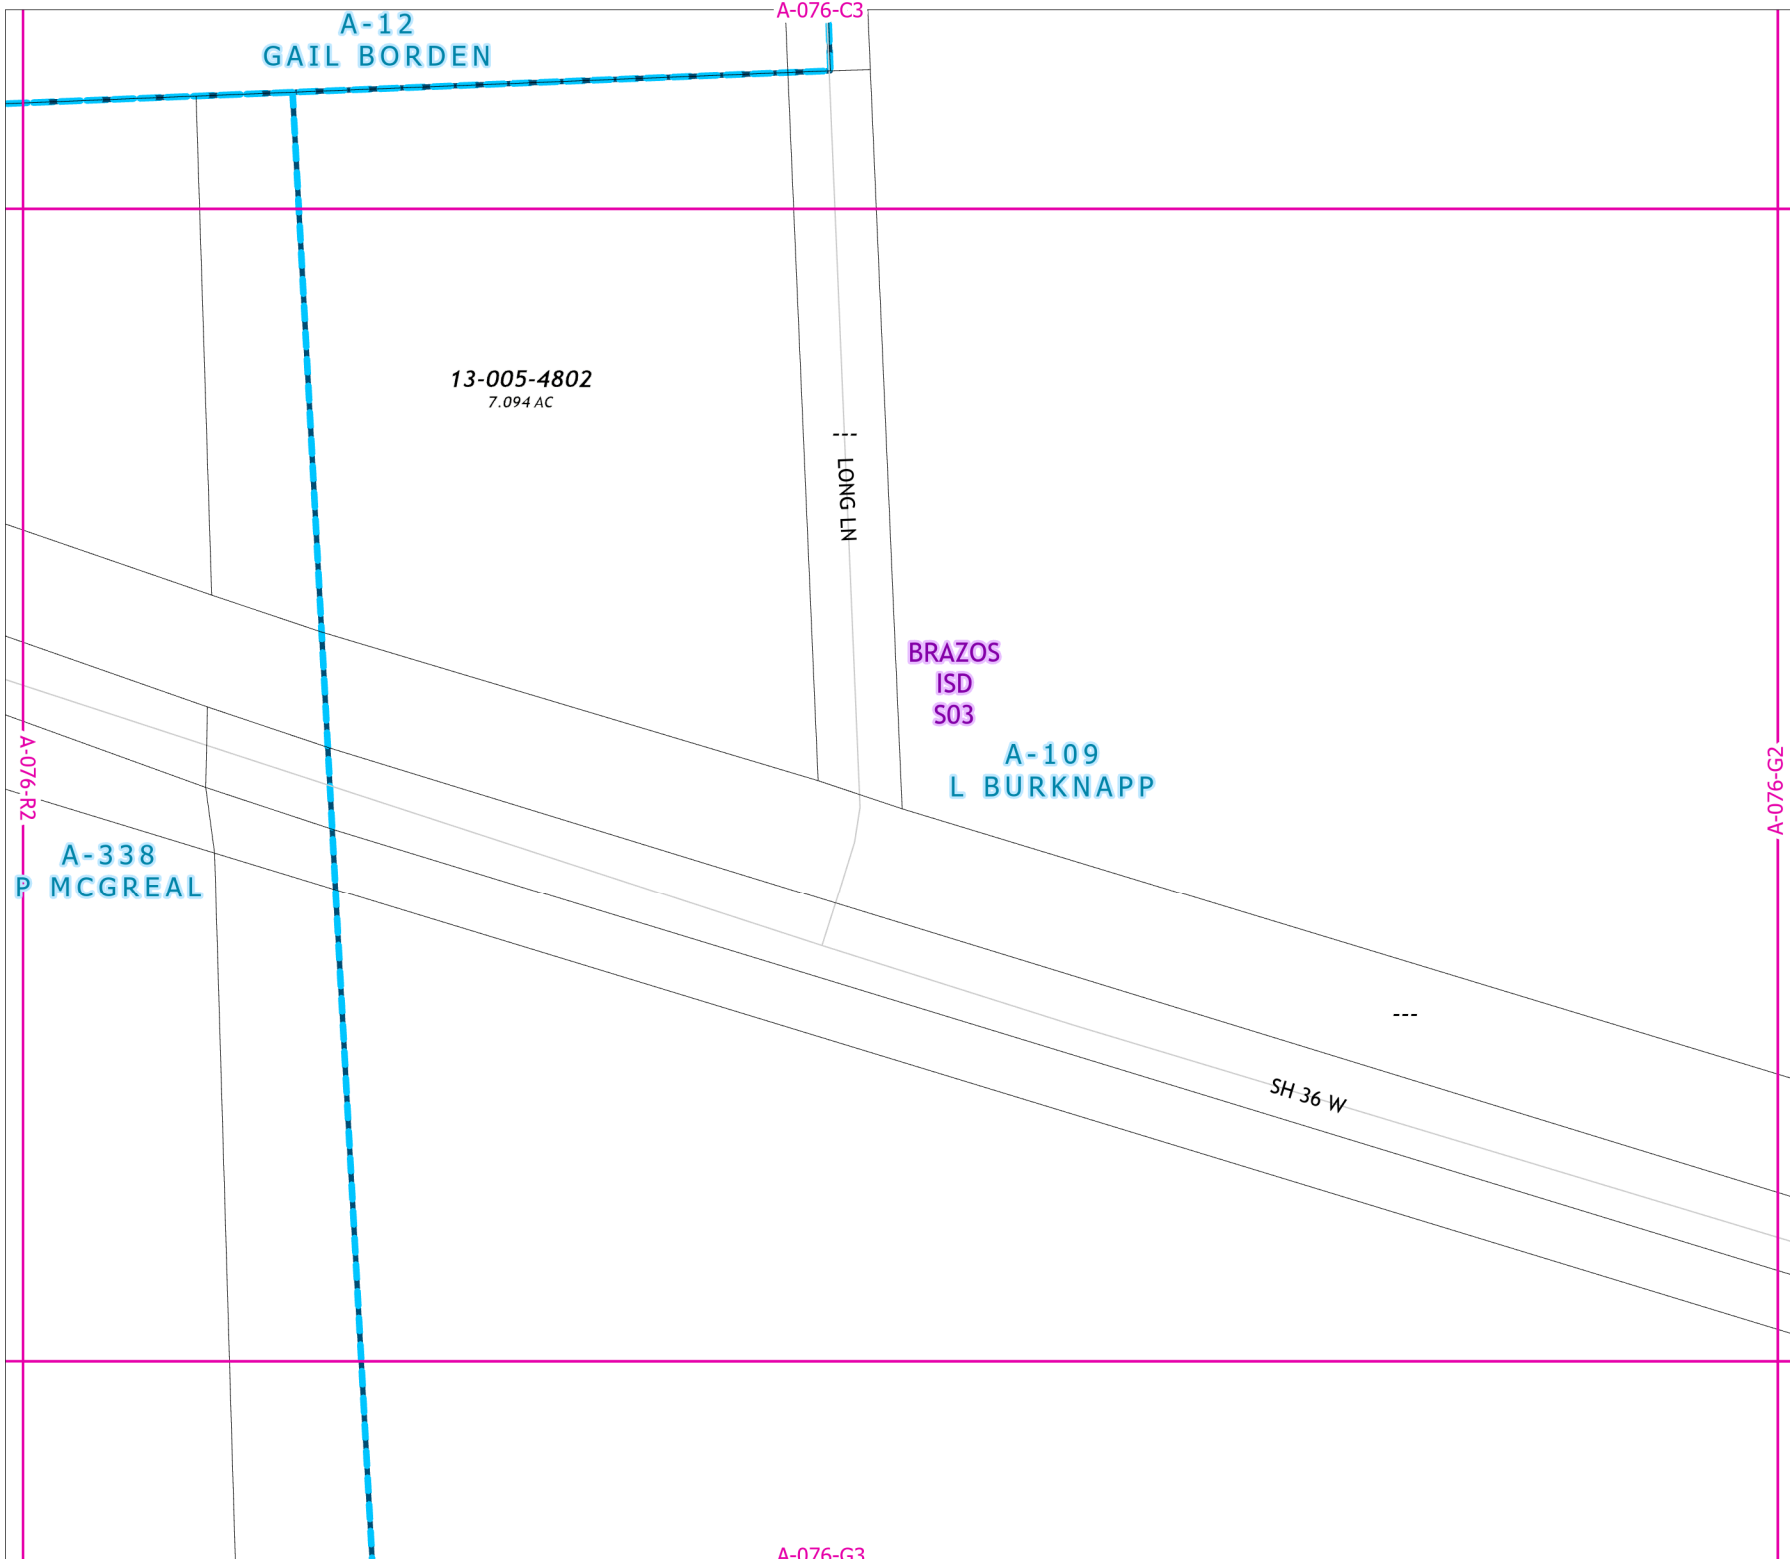 A-076-C3
A-12
GAIL BORDEN
13-005-4802
7.094 AC
---
LONG LN
BRAZOS
ISD
S03
A-109
L BURKNAPP
A-076-R2
A-076-G2
A-338
P MCGREAL
---
SH 36 W
A-076-G3